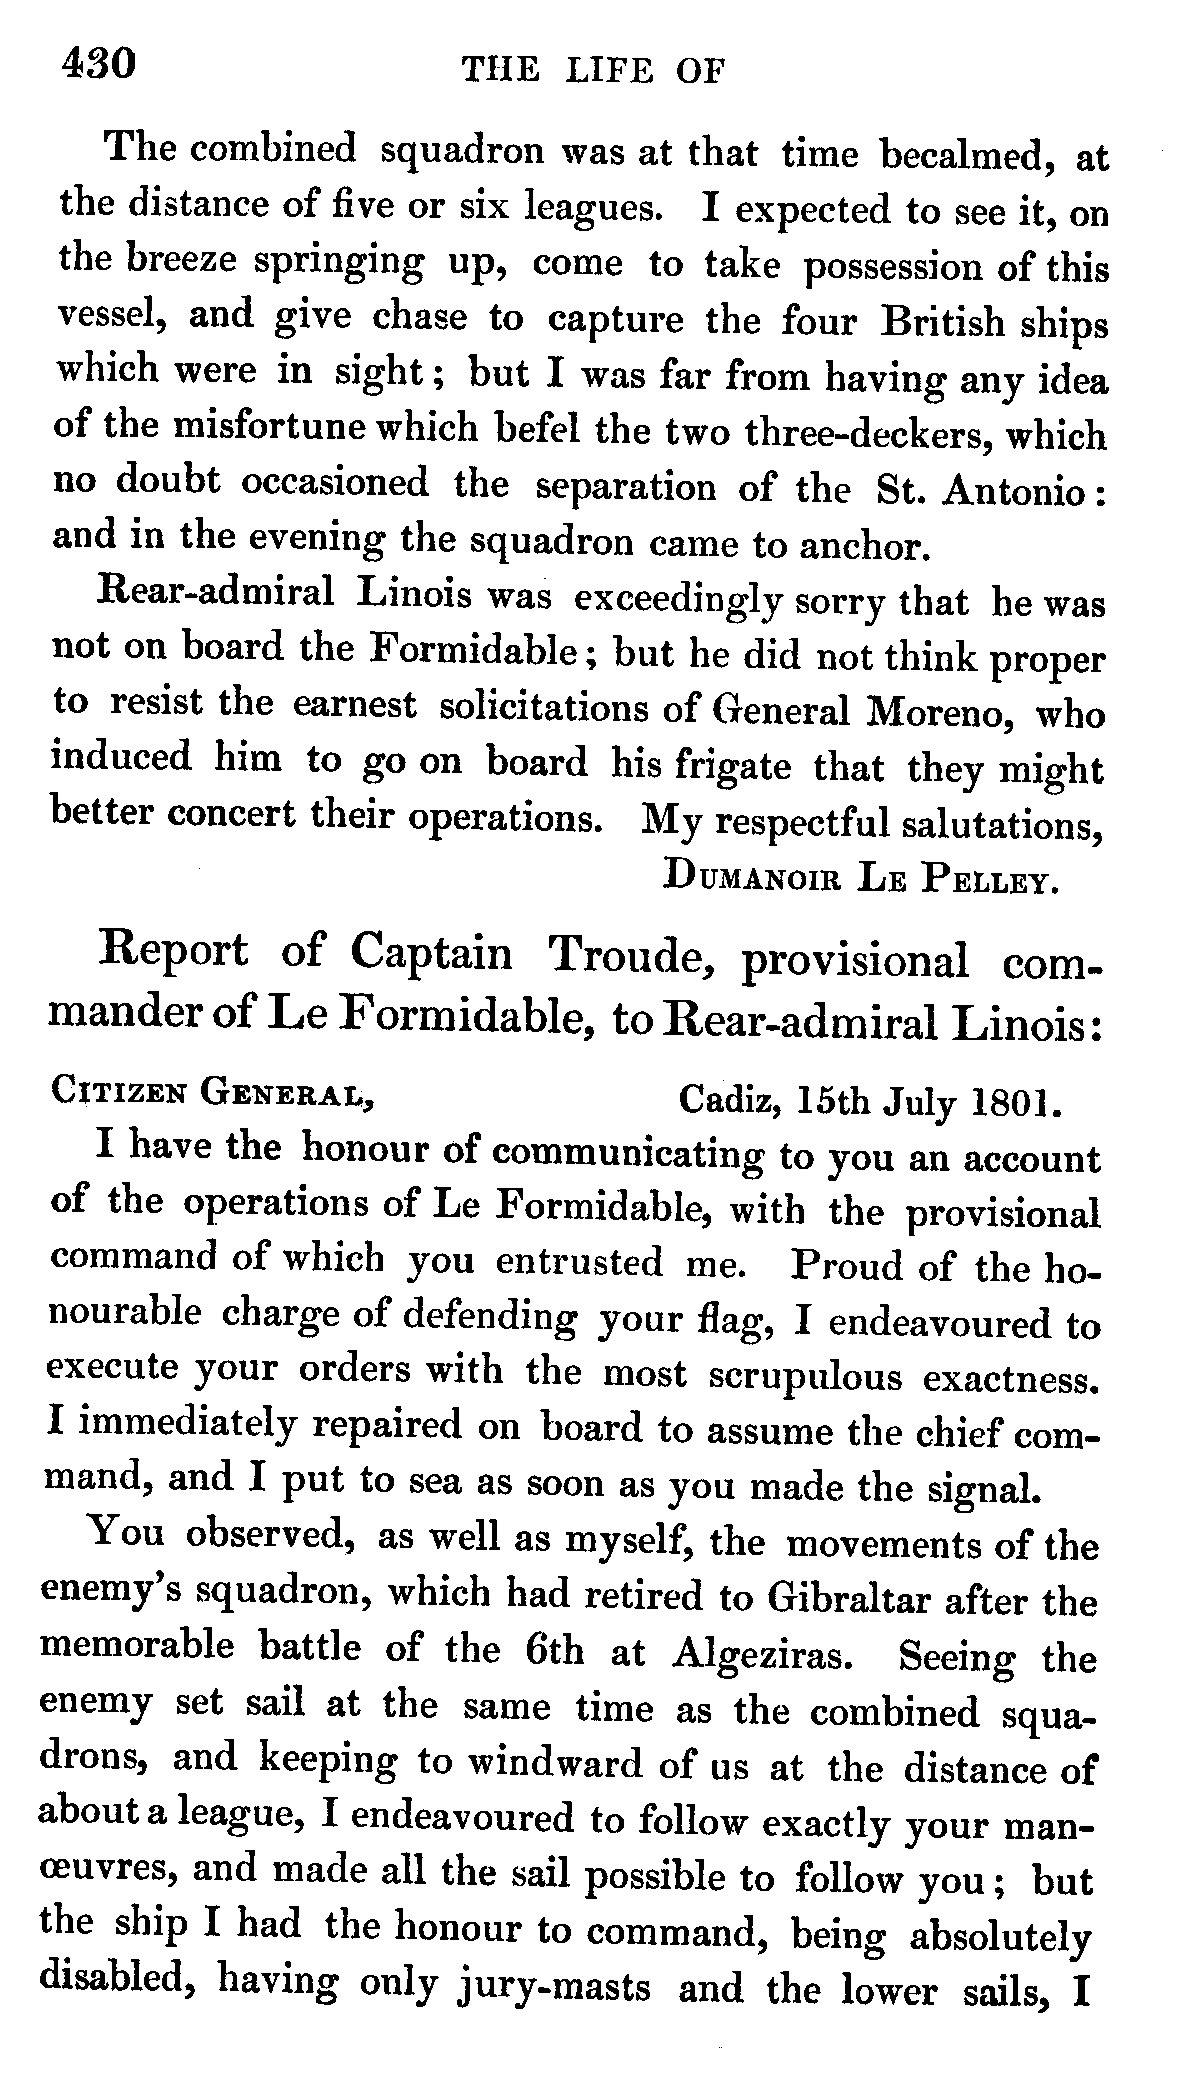 430 THE LIFE OF
The combined squadron was at that time becalmed, at
the distance of five or six leagues. I expected to see it, on
the breeze springing up, come to take possession of this
vessel, and give chase to capture the four British ships
which were in sight; but I was far from having any idea
of the misfortune which befel the two three-deckers, which
no doubt occasioned the separation of the St. Antonio:
and in the evening the squadron came to anchor.
Rear-admiral Linois was exceedingly sorry that he was
not on board the Formidable; but he did not think proper
to resist the earnest solicitations of General Moreno, who
induced him to go on board his frigate that they might
better concert their operations. My respectful salutations,
DUMANOIR LE PELLEY.
Report of Captain Troude, provisional com-
mander of Le Formidable, to Rear-admiral Linois:
CITIZEN GENERAL, Cadiz, 15th July 1801.
I have the honour of communicating to you an account
of the operations of Le Formidable, with the provisional
command of which you entrusted me. Proud of the ho-
nourable charge of defending your flag, I endeavoured to
execute your orders with the most scrupulous exactness.
I immediately repaired on board to assume the chief com-
mand, and I put to sea as soon as you made the signal.
You observed, as well as myself, the movements of the
enemy's squadron, which had retired to Gibraltar after the
memorable battle of the 6th at Algeziras. Seeing the
enemy set sail at the same time as the combined squa-
drons, and keeping to windward of us at the distance of
about a league, I endeavoured to follow exactly your man-
œuvres, and made all the sail possible to follow you; but
the ship I had the honour to command, being absolutely
disabled, having only jury-masts and the lower sails, I